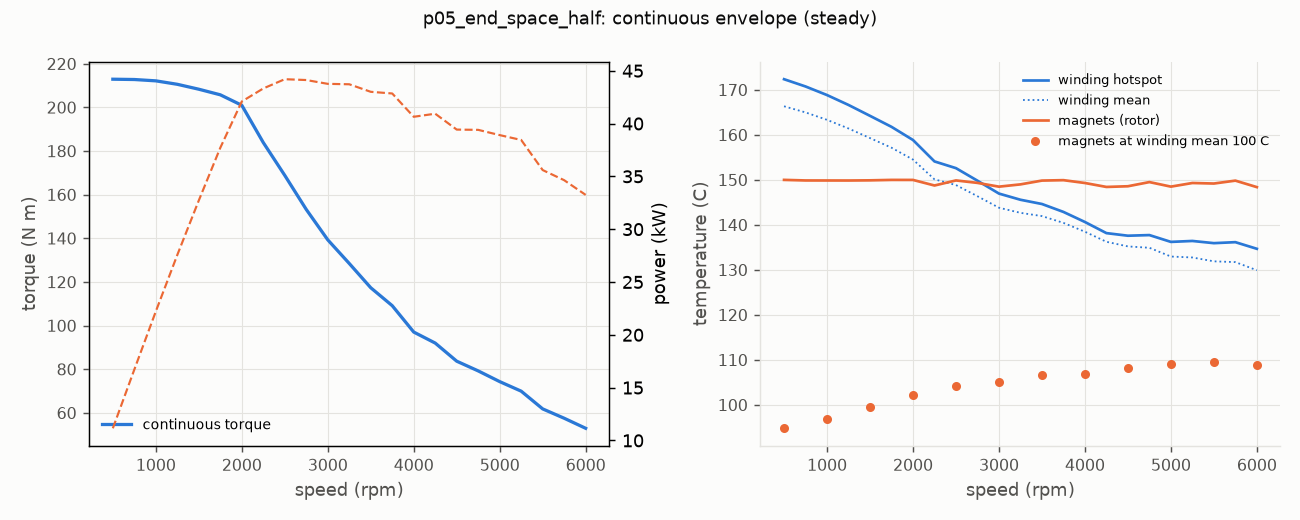 p05_end_space_half: continuous envelope (steady)
220
200
180
160
140
120
100
80
60
torque (N m)
45
40
35
30
25
20
15
10
power (kW)
continuous torque
1000 2000 3000 4000 5000 6000
speed (rpm)
170
160
150
140
130
120
110
100
temperature (C)
winding hotspot
winding mean
magnets (rotor)
magnets at winding mean 100 C
1000 2000 3000 4000 5000 6000
speed (rpm)